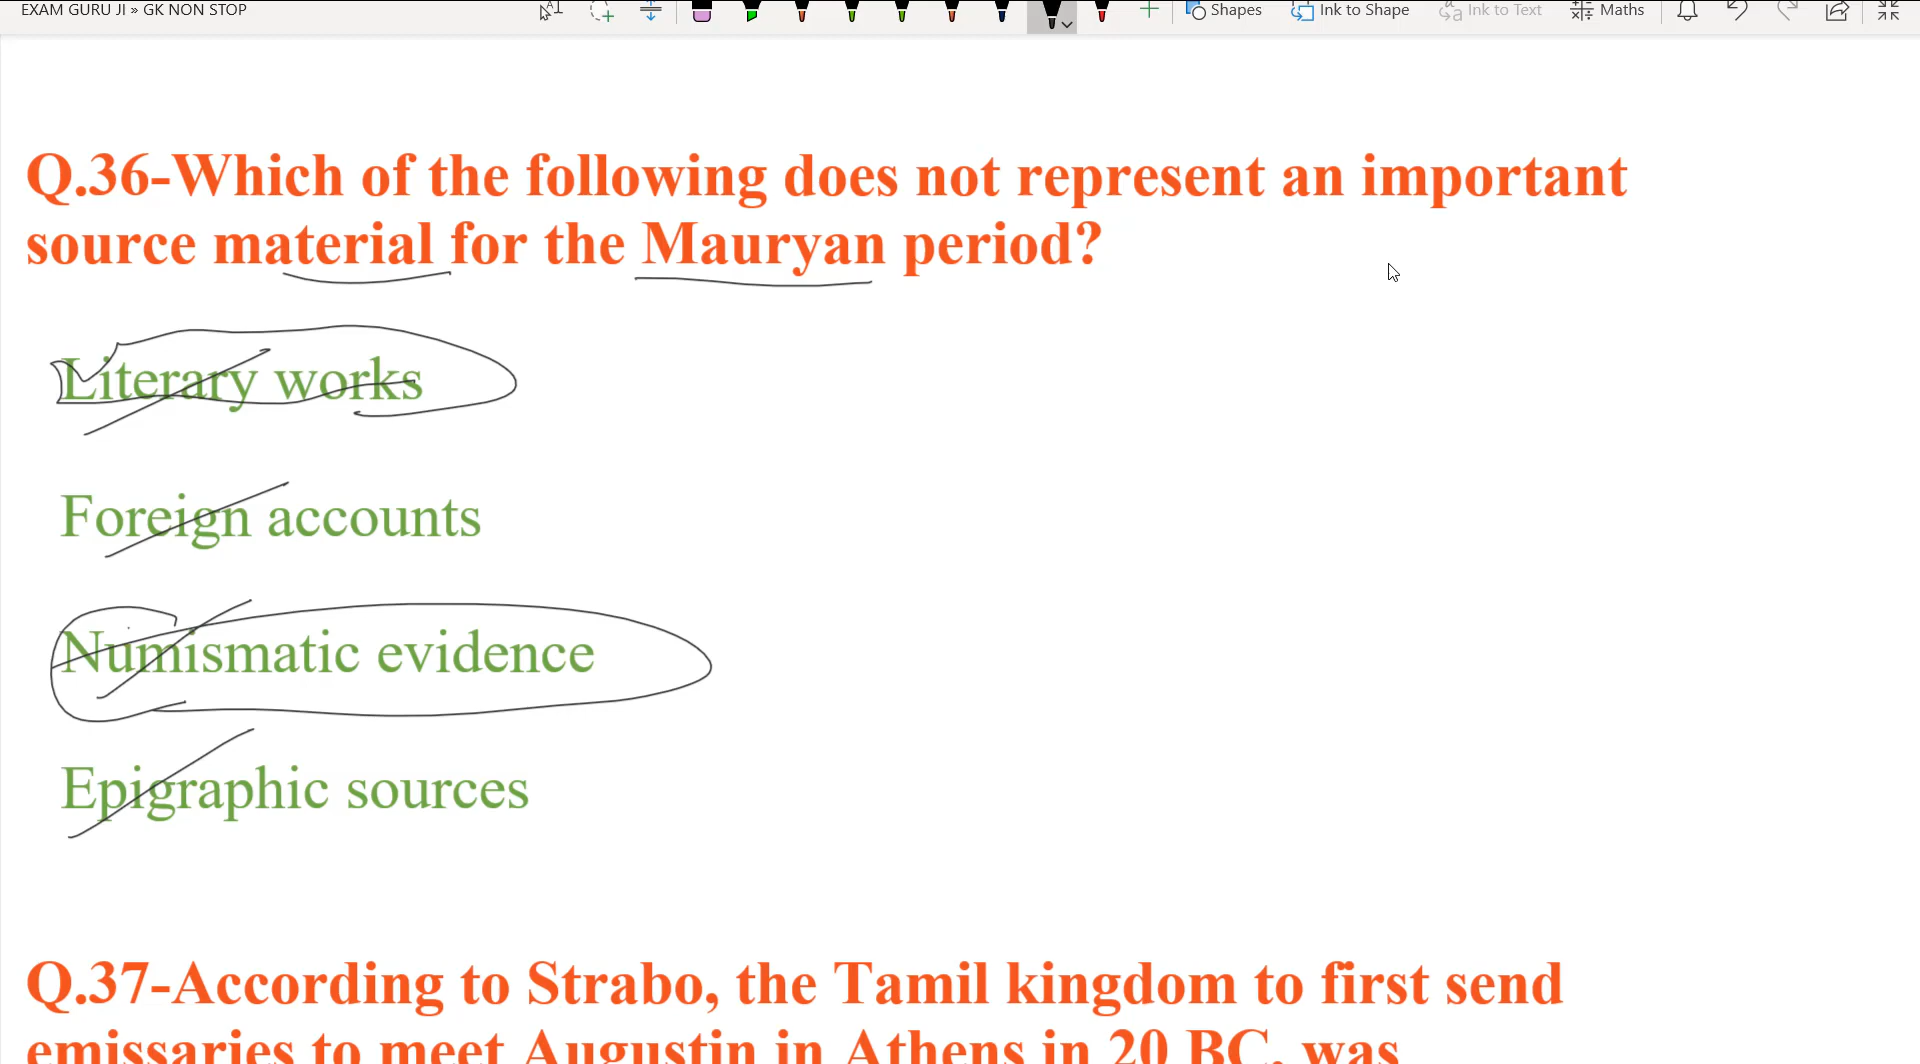 EXAM GURU JI » GK NON STOP
Shapes Ink to Shape Ink to Text Maths
Q.36-Which of the following does not represent an important
source material for the Mauryan period?
Literary works
Foreign accounts
Numismatic evidence
Epigraphic sources
Q.37-According to Strabo, the Tamil kingdom to first send
emissaries to meet Augustin in Athens in 20 BC, was